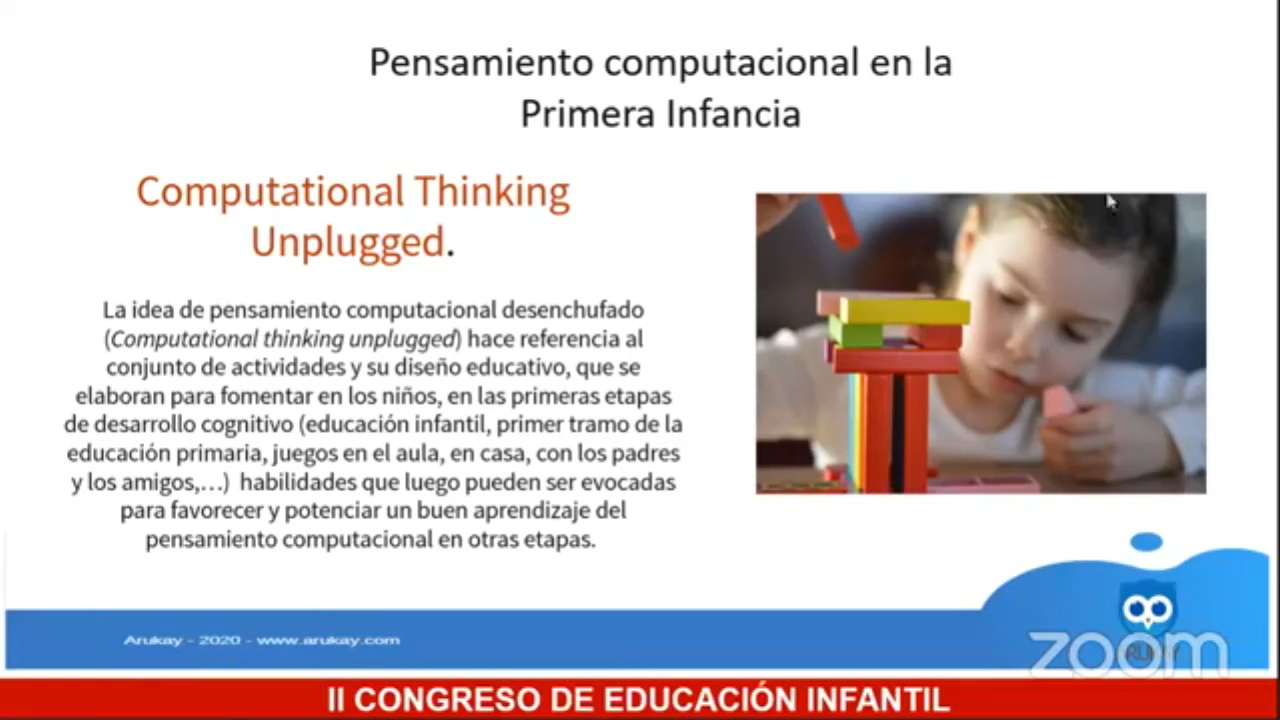 Pensamiento computacional en la
Primera Infancia
Computational Thinking
Unplugged.
La idea de pensamiento computacional desenchufado
(Computational thinking unplugged) hace referencia al
conjunto de actividades y su diseño educativo, que se
elaboran para fomentar en los niños, en las primeras etapas
de desarrollo cognitivo (educación infantil, primer tramo de la
educación primaria, juegos en el aula, en casa, con los padres
y los amigos,…) habilidades que luego pueden ser evocadas
para favorecer y potenciar un buen aprendizaje del
pensamiento computacional en otras etapas.
Arukay - 2020 - www.arukay.com
zoom
II CONGRESO DE EDUCACIÓN INFANTIL